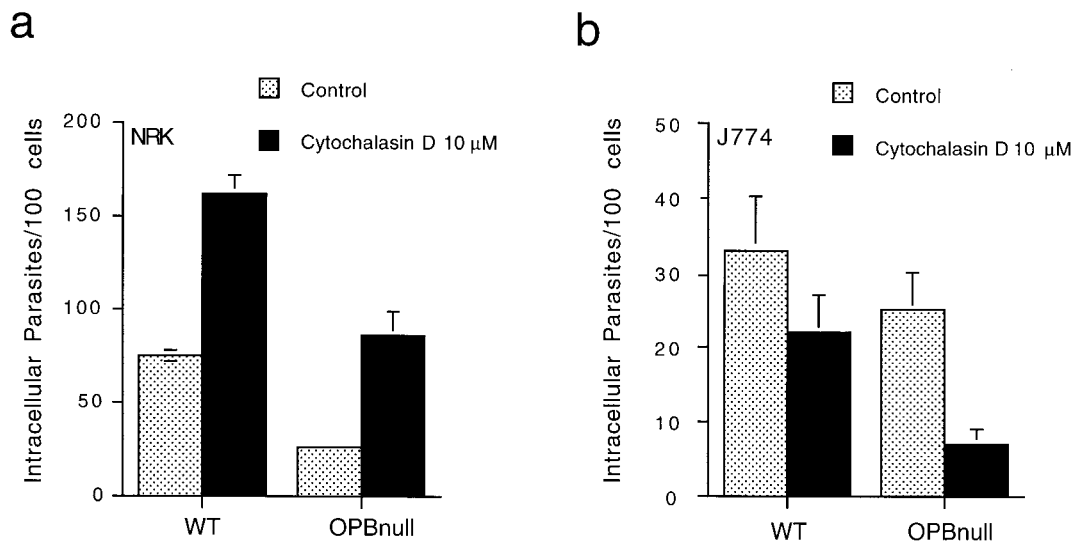 a
Control
Cytochalasin D 10 μM
NRK
Intracellular Parasites/100 cells
200
150
100
50
0
WT
OPBnull
b
Control
Cytochalasin D 10 μM
J774
Intracellular Parasites/100 cells
50
40
30
20
10
0
WT
OPBnull